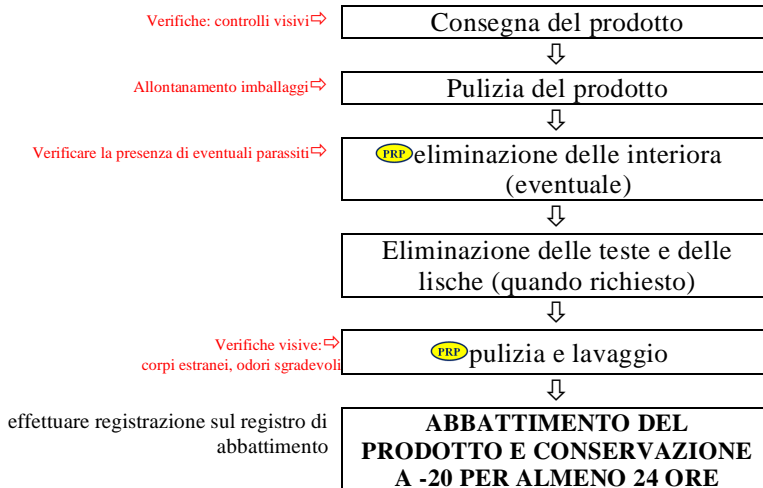 Verifiche: controlli visivi⇨
Consegna del prodotto
Allontanamento imballaggi⇨
Pulizia del prodotto
Verificare la presenza di eventuali parassiti⇨
PRP eliminazione delle interiora
(eventuale)
Eliminazione delle teste e delle
lische (quando richiesto)
Verifiche visive:⇨
corpi estranei, odori sgradevoli
PRP pulizia e lavaggio
effettuare registrazione sul registro di
abbattimento
ABBATTIMENTO DEL
PRODOTTO E CONSERVAZIONE
A -20 PER ALMENO 24 ORE